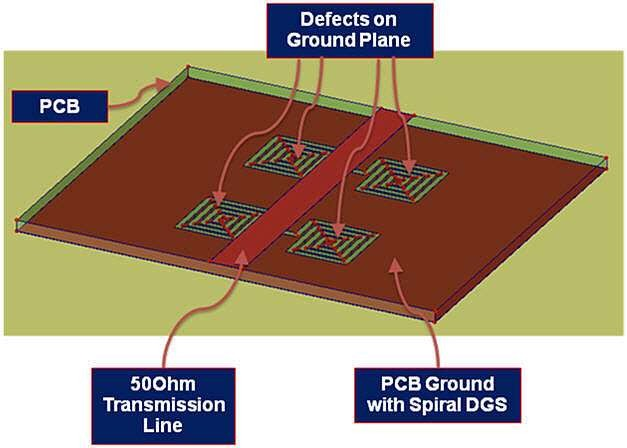 Defects on
Ground Plane
PCB
50Ohm
Transmission
Line
PCB Ground
with Spiral DGS